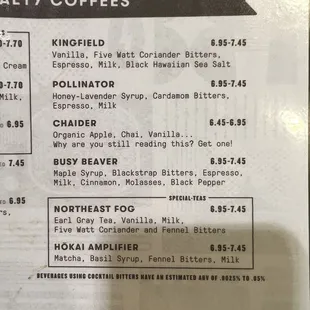 ALTY COFFEES
KINGFIELD 6.95-7.45
Vanilla, Five Watt Coriander Bitters,
Espresso, Milk, Black Hawaiian Sea Salt
POLLINATOR 6.95-7.45
Honey-Lavender Syrup, Cardamom Bitters,
Espresso, Milk
CHAIDER 6.45-6.95
Organic Apple, Chai, Vanilla...
Why are you still reading this? Get one!
BUSY BEAVER 6.95-7.45
Maple Syrup, Blackstrap Bitters, Espresso,
Milk, Cinnamon, Molasses, Black Pepper
SPECIAL-TEAS
NORTHEAST FOG 6.95-7.45
Earl Gray Tea, Vanilla, Milk,
Five Watt Coriander and Fennel Bitters
HŌKAI AMPLIFIER 6.95-7.45
Matcha, Basil Syrup, Fennel Bitters, Milk
BEVERAGES USING COCKTAIL BITTERS HAVE AN ESTIMATED ANV OF .0025% TO .05%
-7.70
Cream
-7.70
Milk,
6.95
7.45
6.95